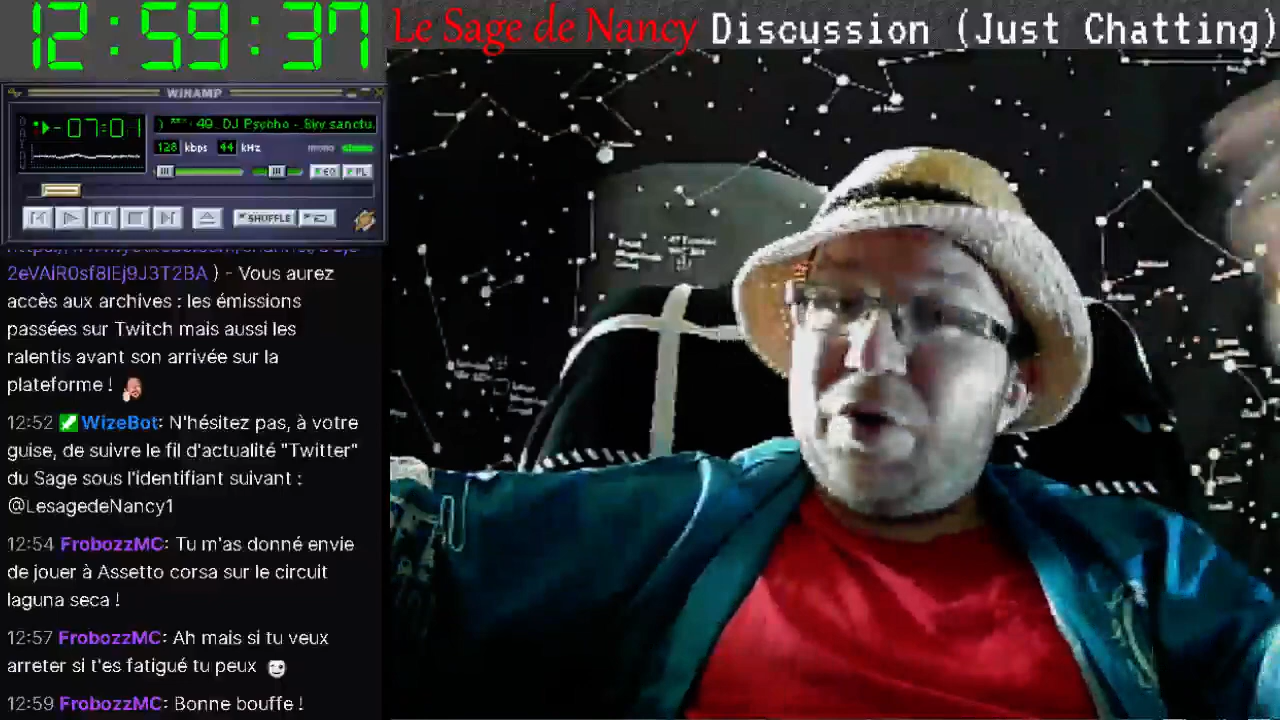 12:59:37
Le Sage de Nancy Discussion (Just Chatting)
WINAMP
-07:01
) *** 49. DJ Psycho - Sky sanctu
128 kbps 44 kHz mono stereo
EQ PL
SHUFFLE
2eVAiR0sf8IEj9J3T2BA ) - Vous aurez
accès aux archives : les émissions
passées sur Twitch mais aussi les
ralentis avant son arrivée sur la
plateforme !
12:52 WizeBot: N'hésitez pas, à votre
guise, de suivre le fil d'actualité "Twitter"
du Sage sous l'identifiant suivant :
@LesagedeNancy1
12:54 FrobozzMC: Tu m'as donné envie
de jouer à Assetto corsa sur le circuit
laguna seca !
12:57 FrobozzMC: Ah mais si tu veux
arreter si t'es fatigué tu peux
12:59 FrobozzMC: Bonne bouffe !